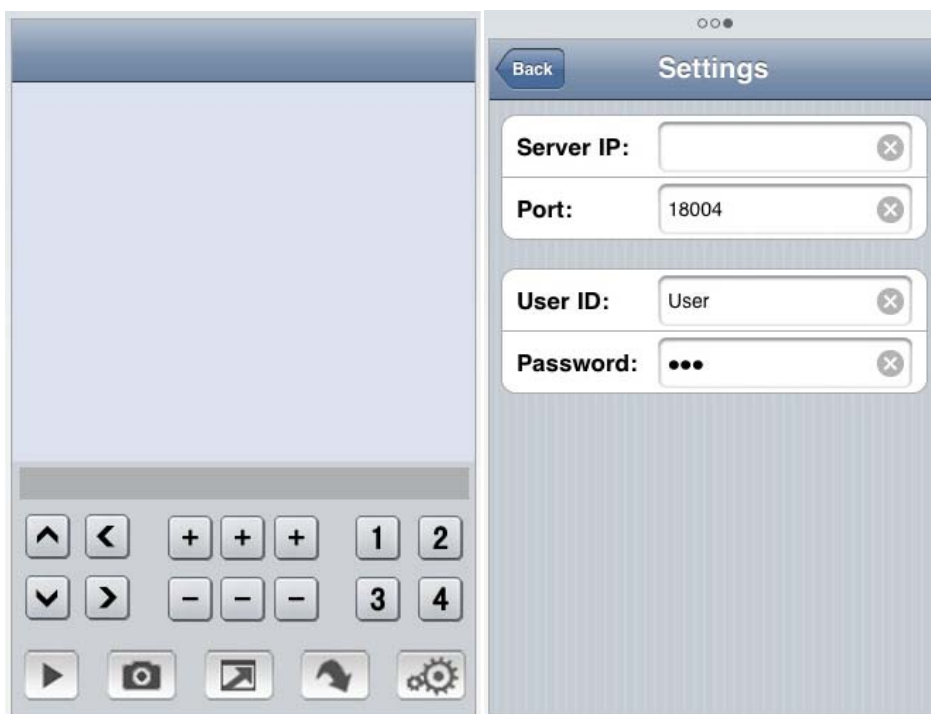 + + + 1 2
− − − 3 4
Back Settings
Server IP:
Port: 18004
User ID: User
Password: •••